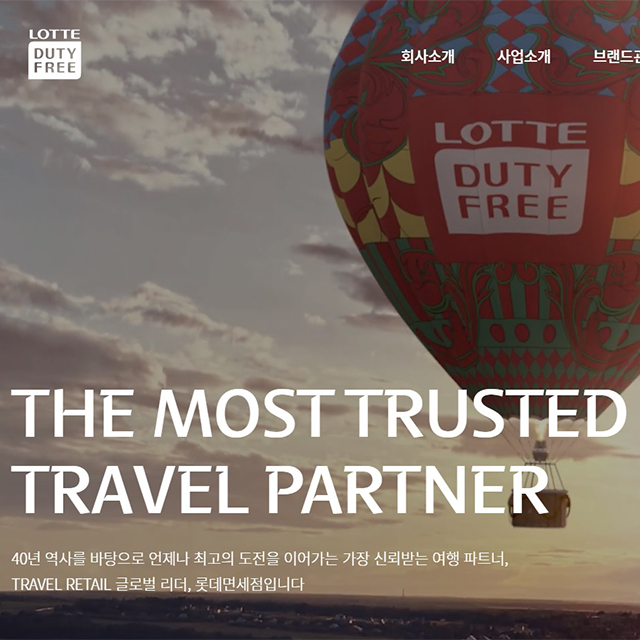 LOTTE
DUTY
FREE
회사소개 사업소개 브랜드관
LOTTE
DUTY
FREE
THE MOST TRUSTED
TRAVEL PARTNER
40년 역사를 바탕으로 언제나 최고의 도전을 이어가는 가장 신뢰받는 여행 파트너,
TRAVEL RETAIL 글로벌 리더, 롯데면세점입니다